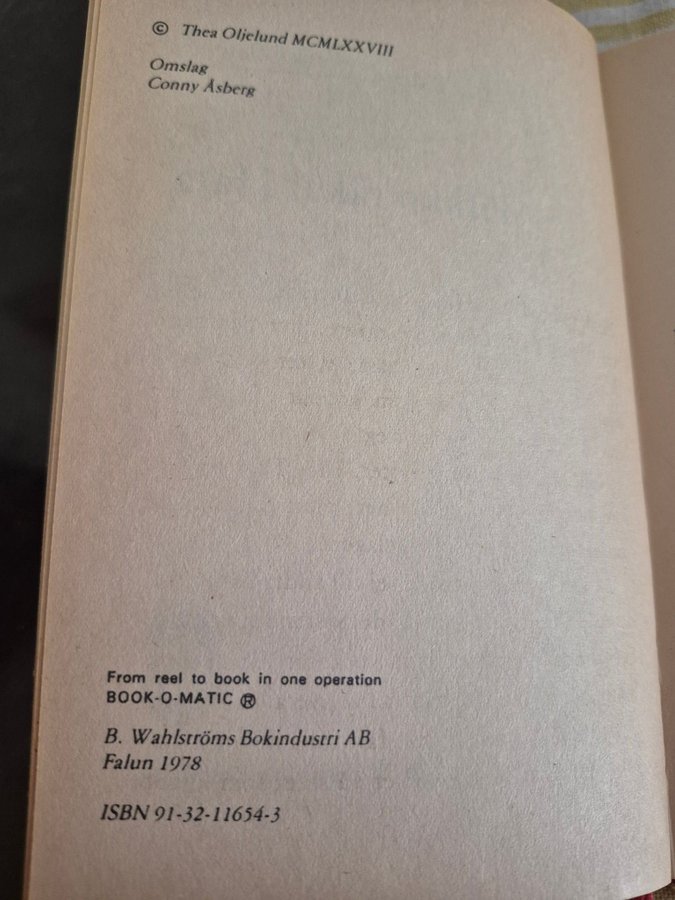 © Thea Oljelund MCMLXXVIII
Omslag
Conny Åsberg
From reel to book in one operation
BOOK-O-MATIC ®
B. Wahlströms Bokindustri AB
Falun 1978
ISBN 91-32-11654-3